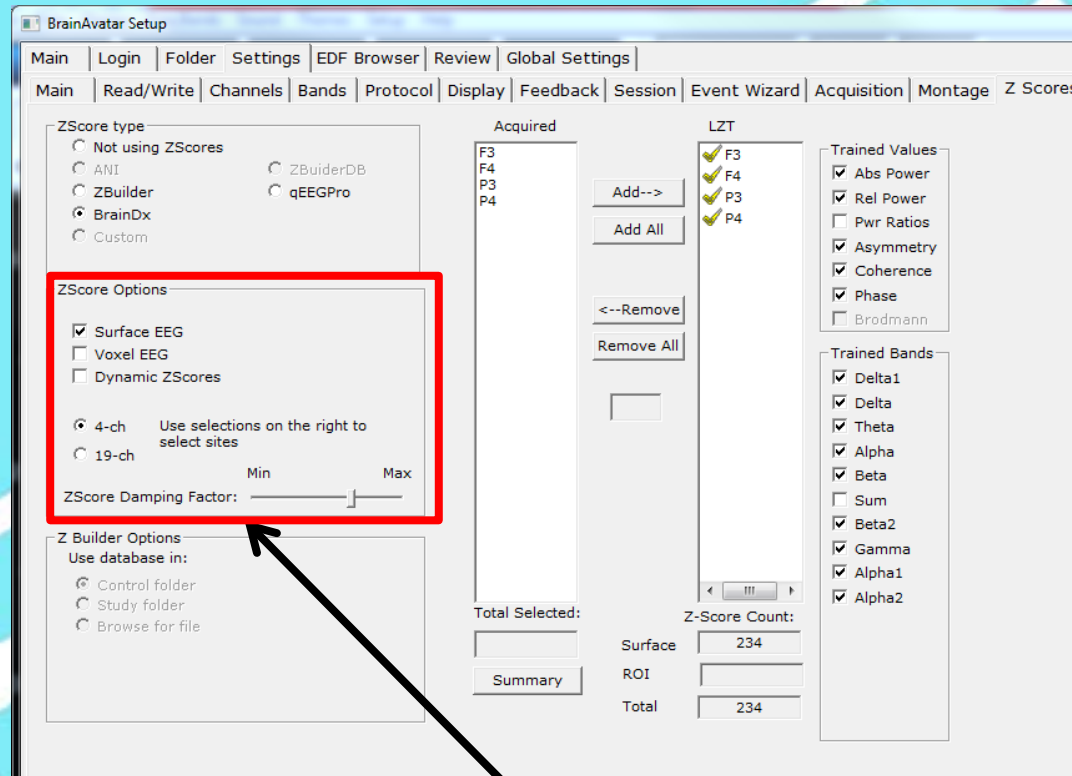 BrainAvatar Setup
Main Login Folder Settings EDF Browser Review Global Settings
Main Read/Write Channels Bands Protocol Display Feedback Session Event Wizard Acquisition Montage Z Scores
ZScore type
Not using ZScores
ANI ZBuiderDB
ZBuilder qEEGPro
BrainDx
Custom
ZScore Options
Surface EEG
Voxel EEG
Dynamic ZScores
4-ch Use selections on the right to
select sites
19-ch
Min Max
ZScore Damping Factor:
Z Builder Options
Use database in:
Control folder
Study folder
Browse for file
Acquired
F3
F4
P3
P4
Total Selected:
Summary
Add-->
Add All
<--Remove
Remove All
LZT
F3
F4
P3
P4
Z-Score Count:
Surface 234
ROI
Total 234
Trained Values
Abs Power
Rel Power
Pwr Ratios
Asymmetry
Coherence
Phase
Brodmann
Trained Bands
Delta1
Delta
Theta
Alpha
Beta
Sum
Beta2
Gamma
Alpha1
Alpha2